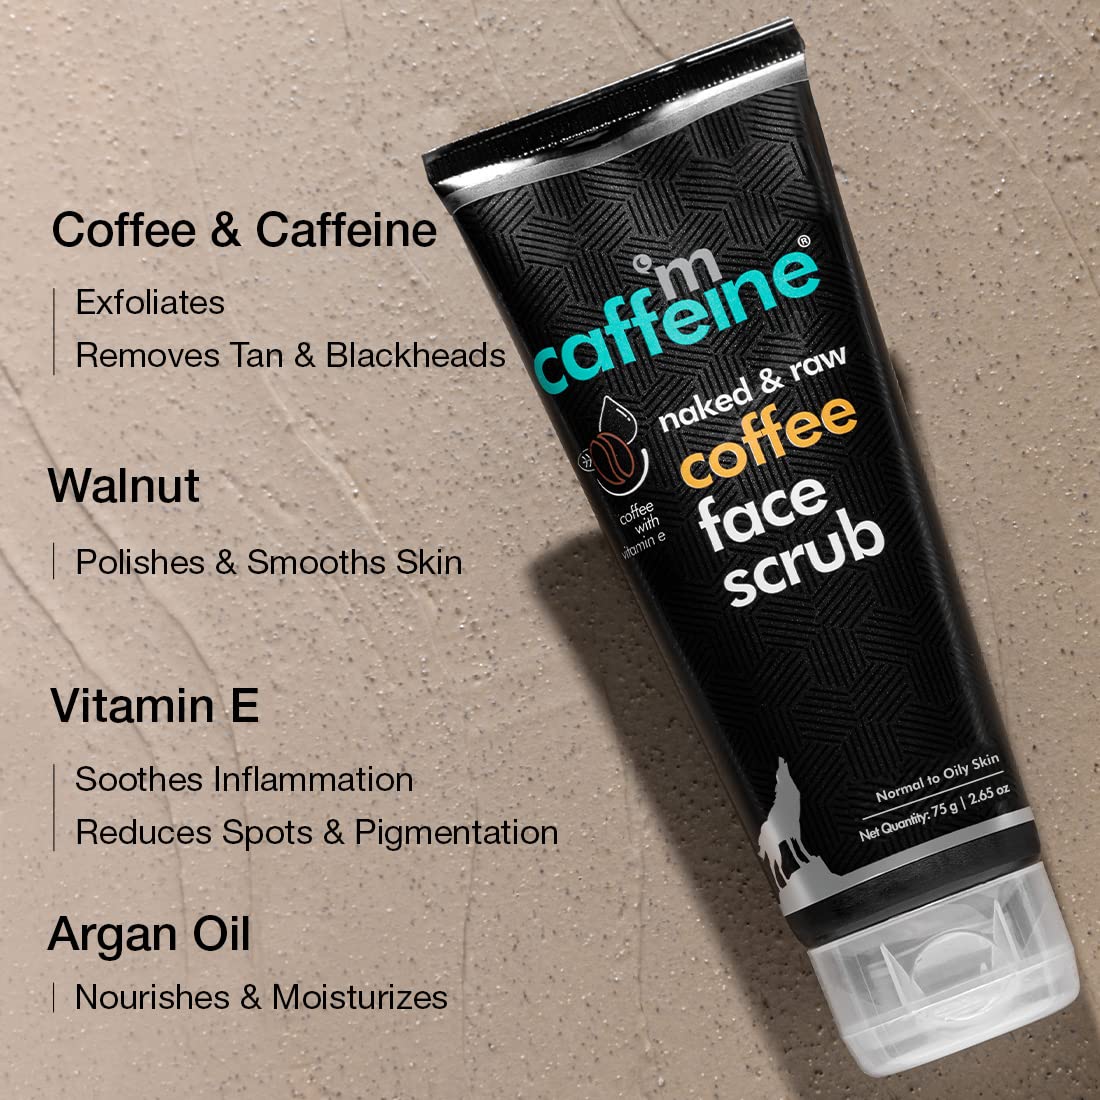 Coffee & Caffeine
Exfoliates
Removes Tan & Blackheads
Walnut
Polishes & Smooths Skin
Vitamin E
Soothes Inflammation
Reduces Spots & Pigmentation
Argan Oil
Nourishes & Moisturizes
m
caffeine®
naked & raw
coffee
face
scrub
coffee
with
vitamin e
Normal to Oily Skin
Net Quantity: 75 g | 2.65 oz